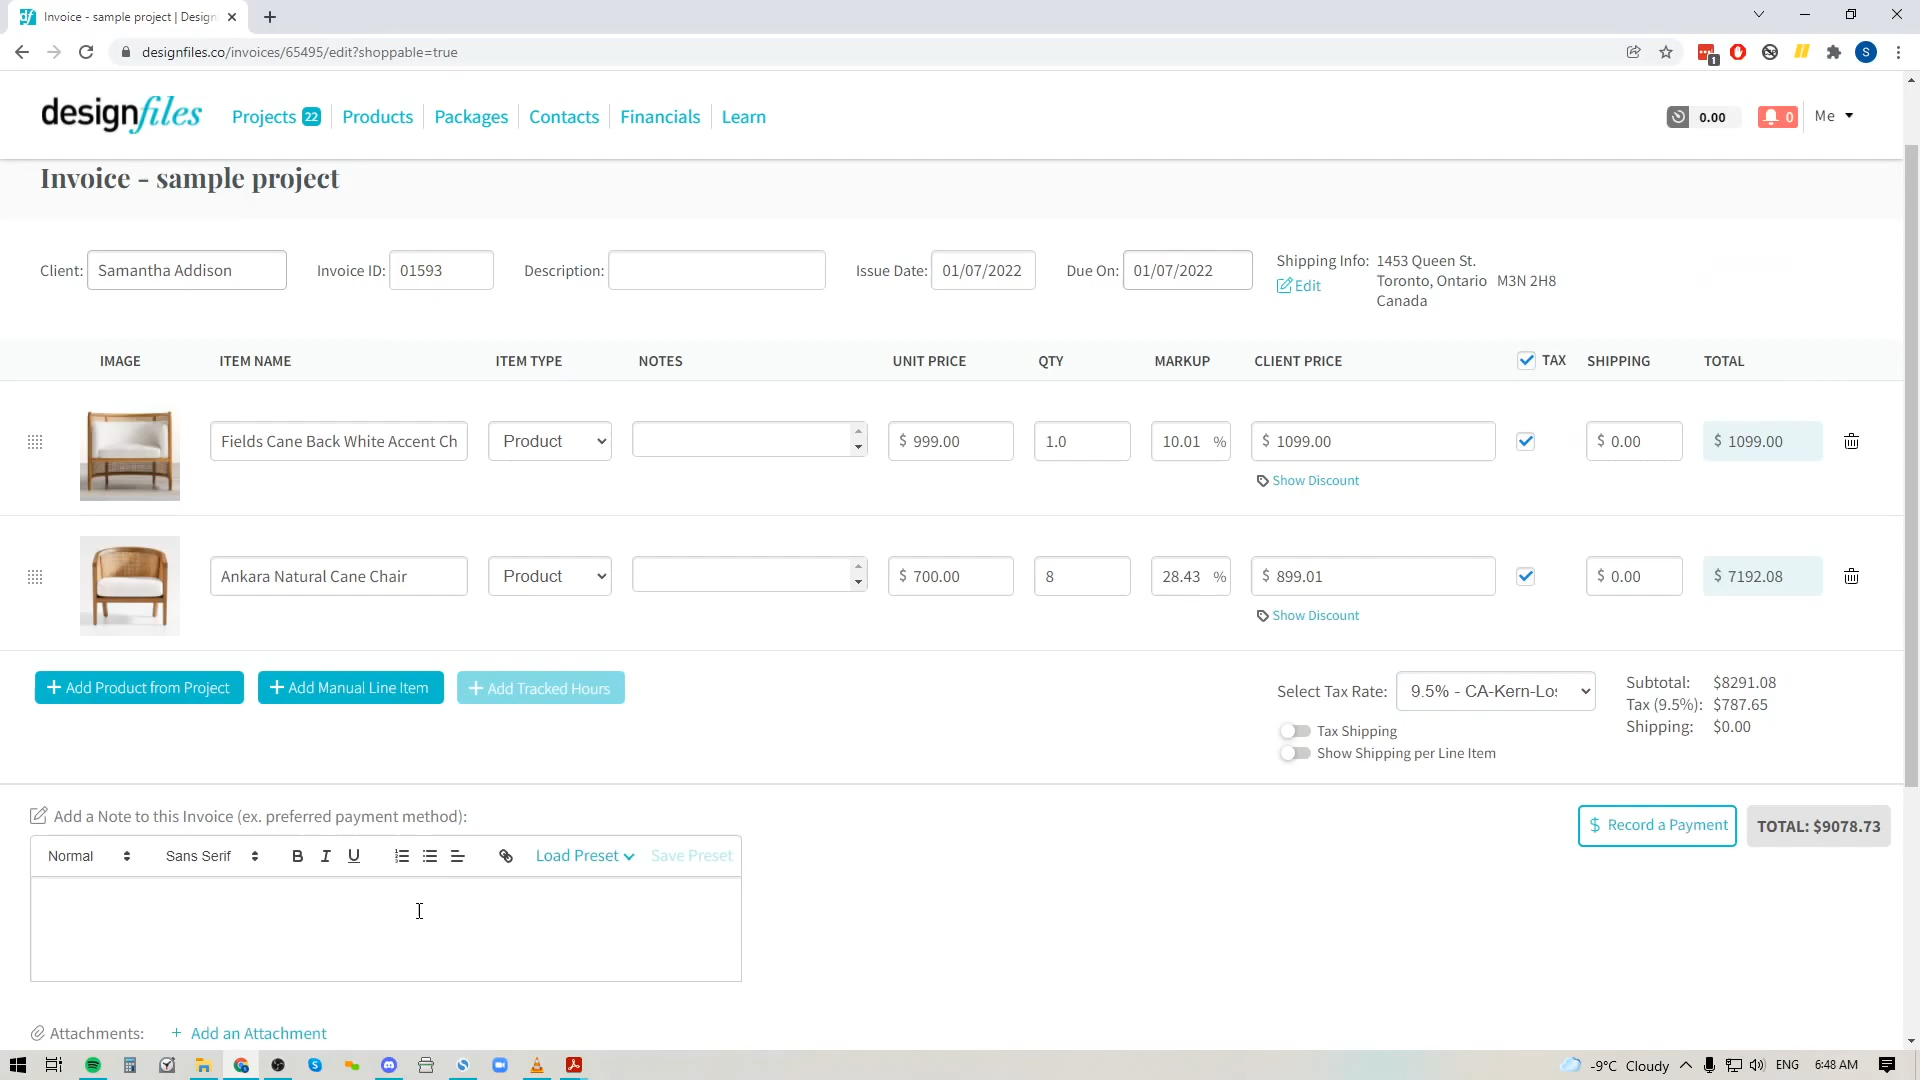 Invoice - sample project | Design
designfiles.co/invoices/65495/edit?shoppable=true
S
1
designfiles
Projects 22
Products
Packages
Contacts
Financials
Learn
0.00
0
Me
Invoice - sample project
Client: Samantha Addison
Invoice ID: 01593
Description:
Issue Date: 01/07/2022
Due On: 01/07/2022
Shipping Info: 1453 Queen St.
Edit
Toronto, Ontario M3N 2H8
Canada
IMAGE ITEM NAME ITEM TYPE NOTES UNIT PRICE QTY MARKUP CLIENT PRICE TAX SHIPPING TOTAL
Fields Cane Back White Accent Ch Product $ 999.00 1.0 10.01 % $ 1099.00 $ 0.00 $ 1099.00
Show Discount
Ankara Natural Cane Chair Product $ 700.00 8 28.43 % $ 899.01 $ 0.00 $ 7192.08
Show Discount
+ Add Product from Project
+ Add Manual Line Item
+ Add Tracked Hours
Select Tax Rate: 9.5% - CA-Kern-Los
Tax Shipping
Show Shipping per Line Item
Subtotal: $8291.08
Tax (9.5%): $787.65
Shipping: $0.00
Add a Note to this Invoice (ex. preferred payment method):
$ Record a Payment
TOTAL: $9078.73
Normal Sans Serif B I U Load Preset Save Preset
Attachments: + Add an Attachment
-9°C Cloudy ENG 6:48 AM